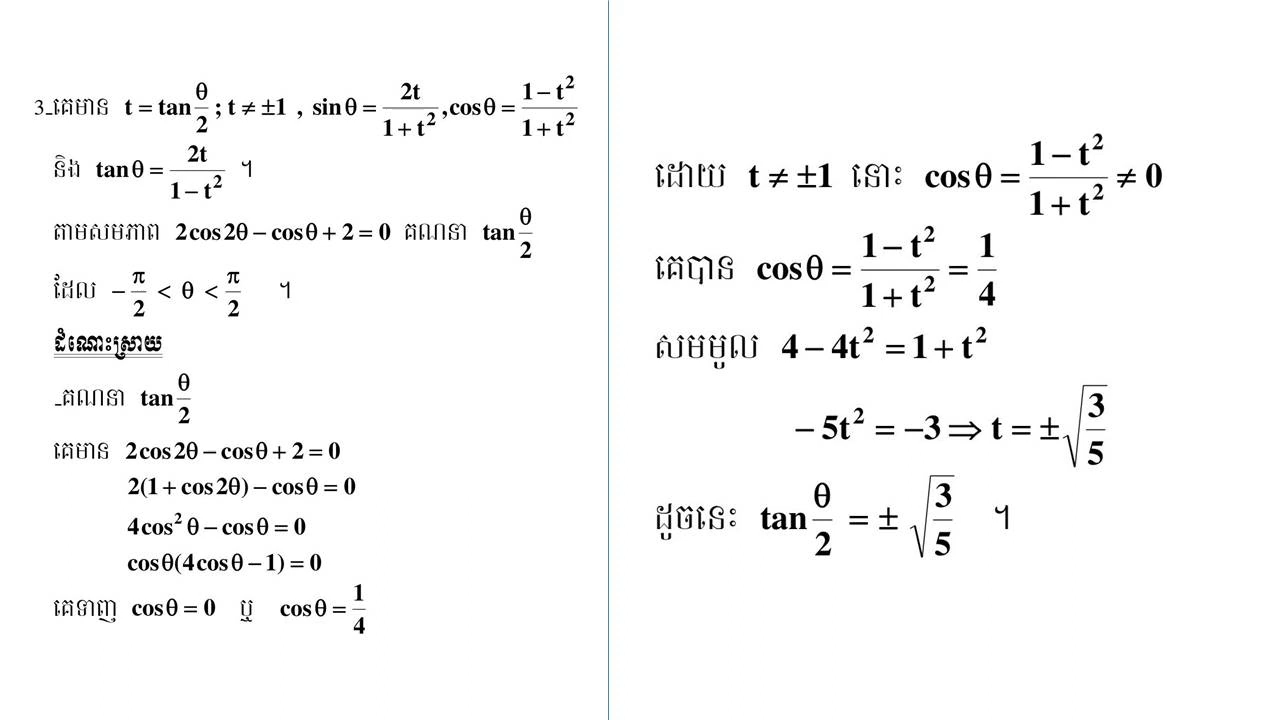 3_គេមាន t = tan θ/2 ; t ≠ ±1 , sinθ = 2t/(1+t²) , cosθ = (1−t²)/(1+t²)
និង tanθ = 2t/(1−t²) ។
តាមសមភាព 2cos2θ − cosθ + 2 = 0 គណនា tan θ/2
ដែល −π/2 < θ < π/2 ។
ដំណោះស្រាយ
_គណនា tan θ/2
គេមាន 2cos2θ − cosθ + 2 = 0
2(1 + cos2θ) − cosθ = 0
4cos²θ − cosθ = 0
cosθ(4cosθ − 1) = 0
គេទាញ cosθ = 0 ឬ cosθ = 1/4
ដោយ t ≠ ±1 នោះ cosθ = (1−t²)/(1+t²) ≠ 0
គេបាន cosθ = (1−t²)/(1+t²) = 1/4
សមមូល 4 − 4t² = 1 + t²
−5t² = −3 ⇒ t = ±√(3/5)
ដូចនេះ tan θ/2 = ±√(3/5) ។